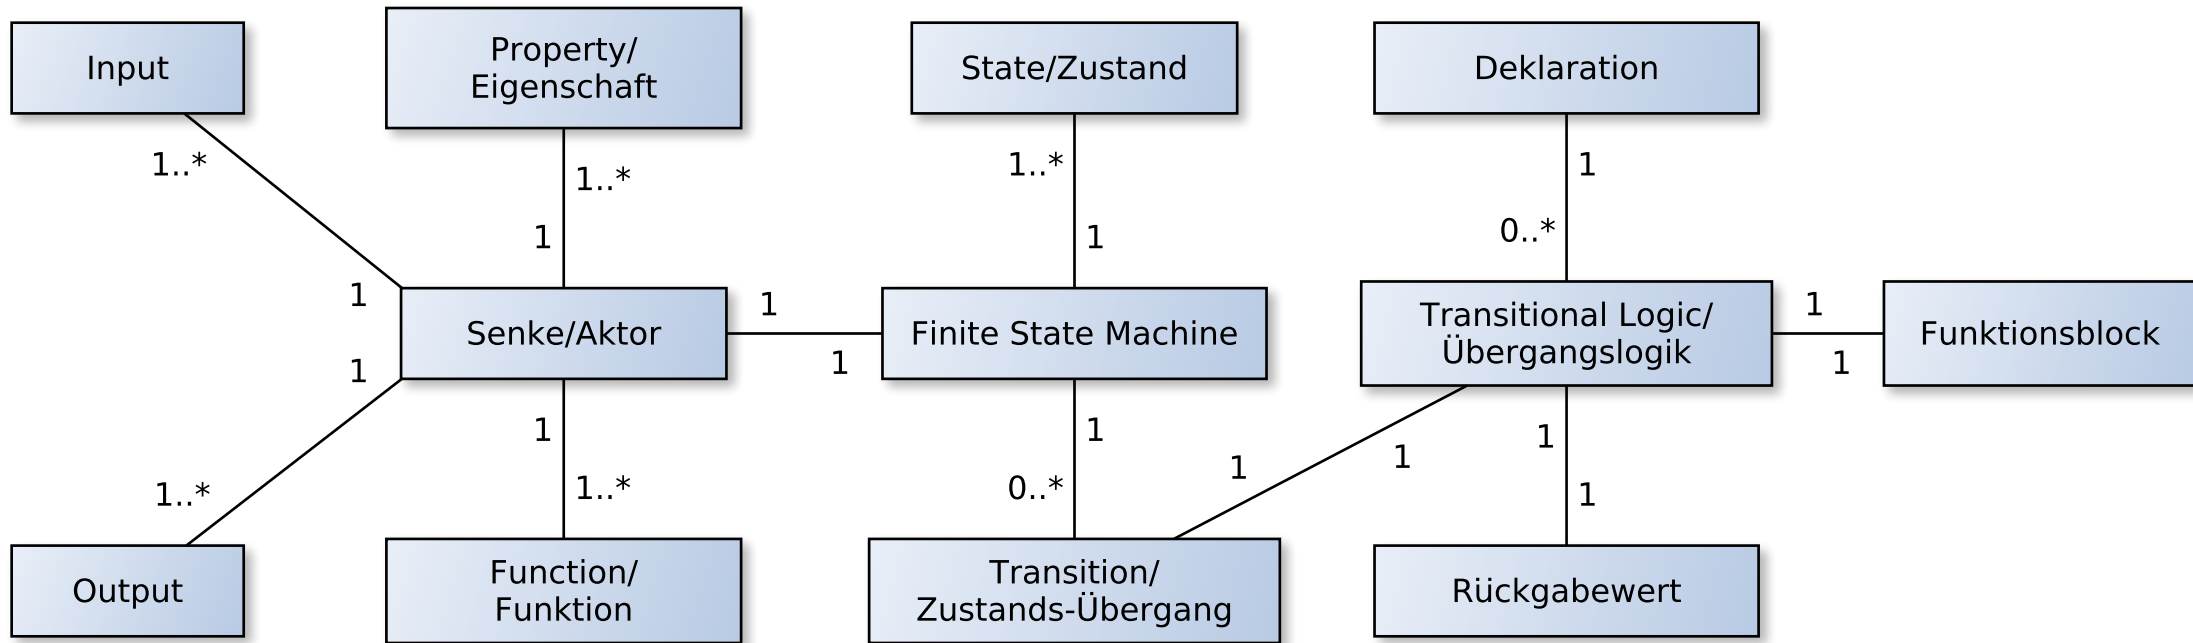 Input
Property/
Eigenschaft
State/Zustand
Deklaration
1..*
1..*
1..*
1
1
1
1
0..*
Senke/Aktor
1
1
Finite State Machine
Transitional Logic/
Übergangslogik
1
1
Funktionsblock
1
1
1
1
1
1
1..*
1..*
0..*
1
Output
Function/
Funktion
Transition/
Zustands-Übergang
Rückgabewert